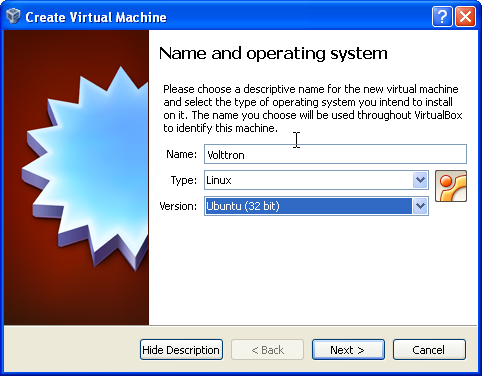 Create Virtual Machine
Name and operating system
Please choose a descriptive name for the new virtual machine
and select the type of operating system you intend to install
on it. The name you choose will be used throughout VirtualBox
to identify this machine.
Name: Volttron
Type: Linux
Version: Ubuntu (32 bit)
Hide Description < Back Next > Cancel